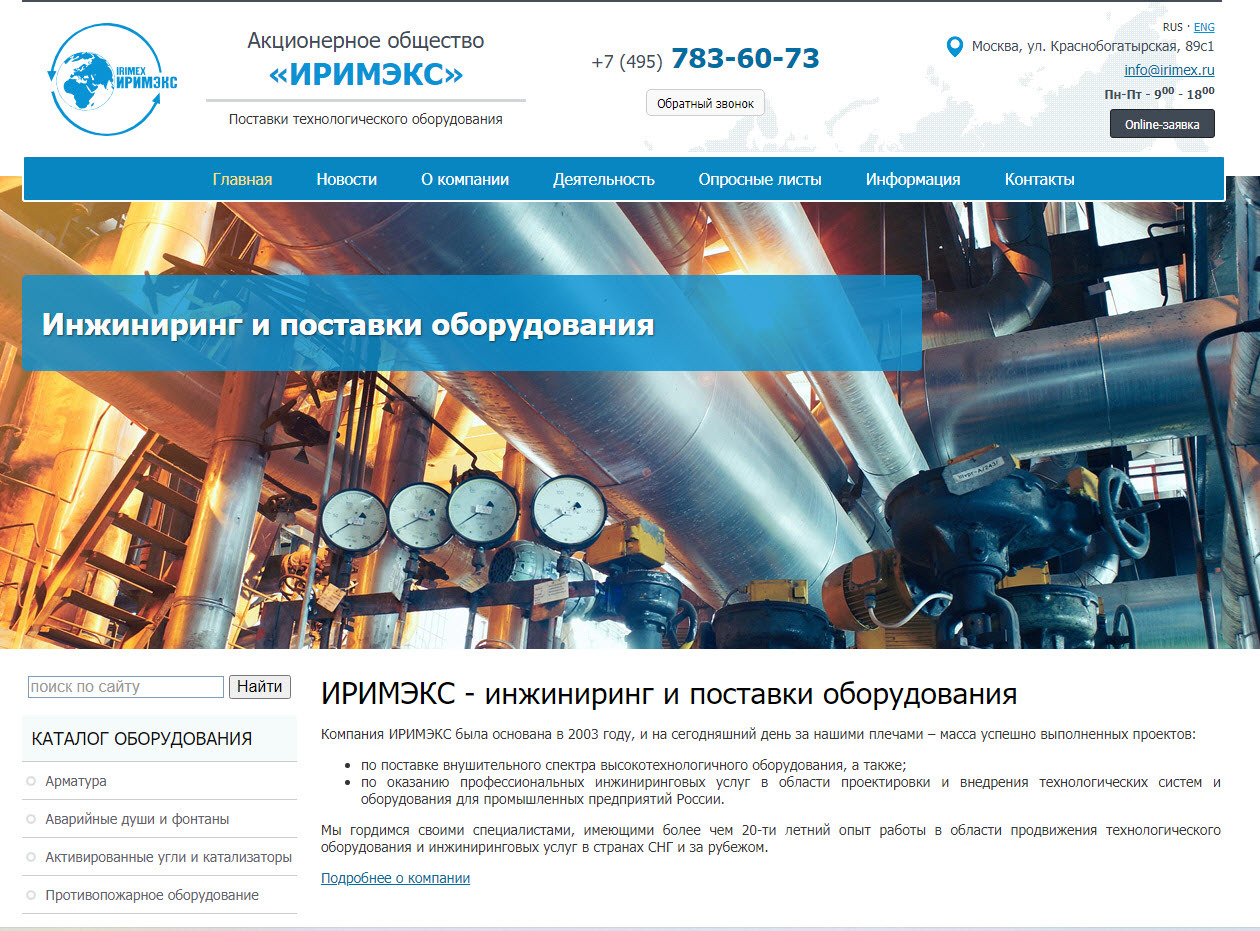 IRIMEX
ИРИМЭКС
Акционерное общество
«ИРИМЭКС»
Поставки технологического оборудования
+7 (495) 783-60-73
Обратный звонок
RUS · ENG
Москва, ул. Краснобогатырская, 89с1
info@irimex.ru
Пн-Пт - 9⁰⁰ - 18⁰⁰
Online-заявка
Главная Новости О компании Деятельность Опросные листы Информация Контакты
Инжиниринг и поставки оборудования
поиск по сайту Найти
КАТАЛОГ ОБОРУДОВАНИЯ
Арматура
Аварийные души и фонтаны
Активированные угли и катализаторы
Противопожарное оборудование
ИРИМЭКС - инжиниринг и поставки оборудования
Компания ИРИМЭКС была основана в 2003 году, и на сегодняшний день за нашими плечами – масса успешно выполненных проектов:
по поставке внушительного спектра высокотехнологичного оборудования, а также;
по оказанию профессиональных инжиниринговых услуг в области проектировки и внедрения технологических систем и
оборудования для промышленных предприятий России.
Мы гордимся своими специалистами, имеющими более чем 20-ти летний опыт работы в области продвижения технологического
оборудования и инжиниринговых услуг в странах СНГ и за рубежом.
Подробнее о компании